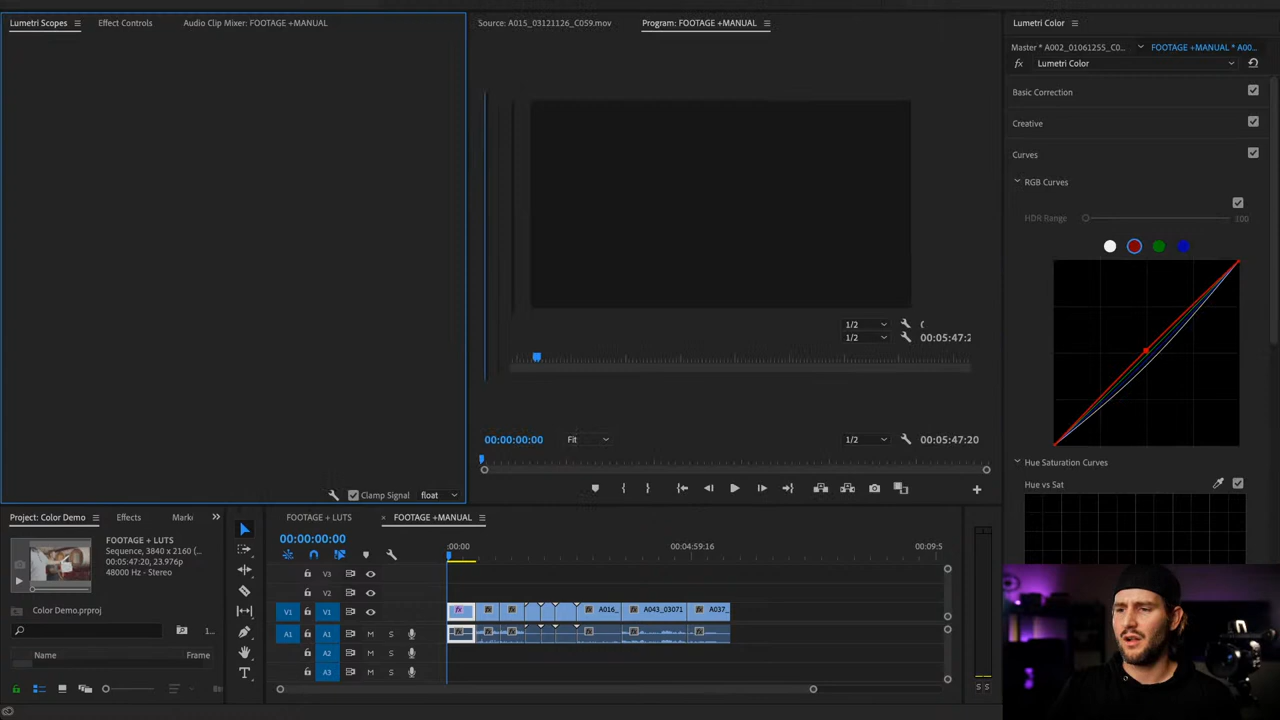 Lumetri Scopes
Effect Controls
Audio Clip Mixer: FOOTAGE +MANUAL
Source: A015_03121126_C059.mov
Program: FOOTAGE +MANUAL
Lumetri Color
Master * A002_01061255_C0...
FOOTAGE +MANUAL * A00...
fx
Lumetri Color
Basic Correction
Creative
Curves
RGB Curves
HDR Range
100
1/2
1/2
00:05:47:2
00:00:00:00
Fit
1/2
00:05:47:20
Hue Saturation Curves
Hue vs Sat
Clamp Signal
float
Project: Color Demo
Effects
Mark
FOOTAGE + LUTS
Sequence, 3840 x 2160 (...
00:05:47:20, 23.976p
48000 Hz - Stereo
Color Demo.prproj
1...
Name
Frame
FOOTAGE + LUTS
FOOTAGE +MANUAL
00:00:00:00
:00:00
00:04:59:16
00:09:5
V3
V2
V1
V1
A016_
A043_03071
A037_
A1
A1
M
S
A2
M
S
A3
M
S
S
S